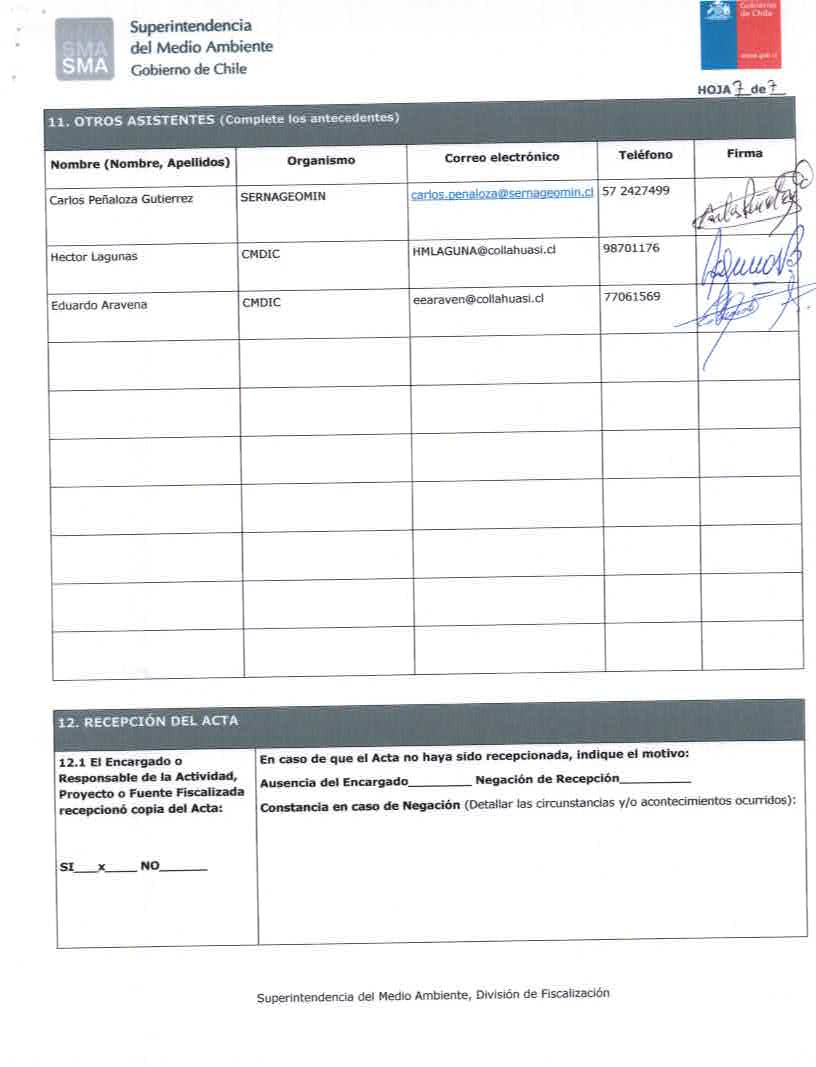 SMA
SMA
Superintendencia
del Medio Ambiente
Gobierno de Chile
Gobierno
de Chile
HOJA 7 de 7
11. OTROS ASISTENTES (Complete los antecedentes)
Nombre (Nombre, Apellidos) Organismo Correo electrónico Teléfono Firma
Carlos Peñaloza Gutierrez SERNAGEOMIN carlos.penaloza@sernageomin.cl 57 2427499
Hector Lagunas CMDIC HMLAGUNA@collahuasi.cl 98701176
Eduardo Aravena CMDIC eearaven@collahuasi.cl 77061569
12. RECEPCIÓN DEL ACTA
12.1 El Encargado o
Responsable de la Actividad,
Proyecto o Fuente Fiscalizada
recepcionó copia del Acta:
SI___x____ NO_______
En caso de que el Acta no haya sido recepcionada, indique el motivo:
Ausencia del Encargado_________ Negación de Recepción__________
Constancia en caso de Negación (Detallar las circunstancias y/o acontecimientos ocurridos):
Superintendencia del Medio Ambiente, División de Fiscalización